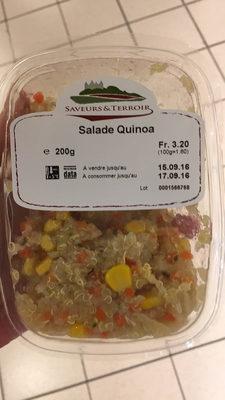 SAVEURS & TERROIR
Salade Quinoa
e 200g
Fr. 3.20
(100g=1.60)
data
A vendre jusqu'au 15.09.16
A consommer jusqu'au 17.09.16
Lot 0001566768